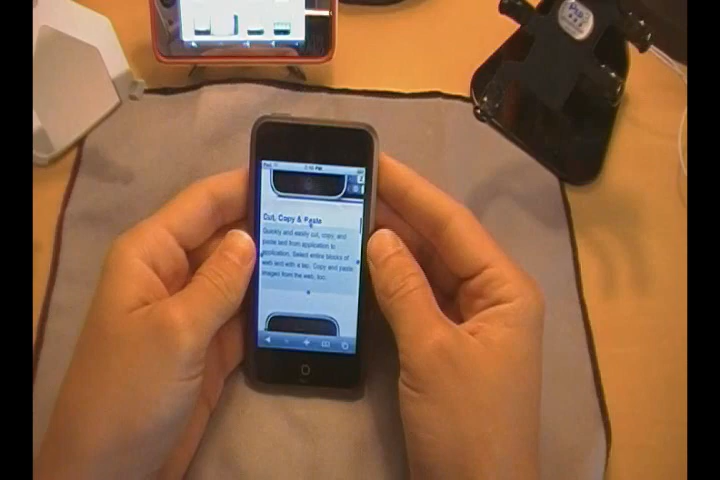 Cut, Copy & Paste
Quickly and easily cut, copy, and
paste text from application to
application. Select entire blocks of
web text with a tap. Copy and paste
images from the web, too.